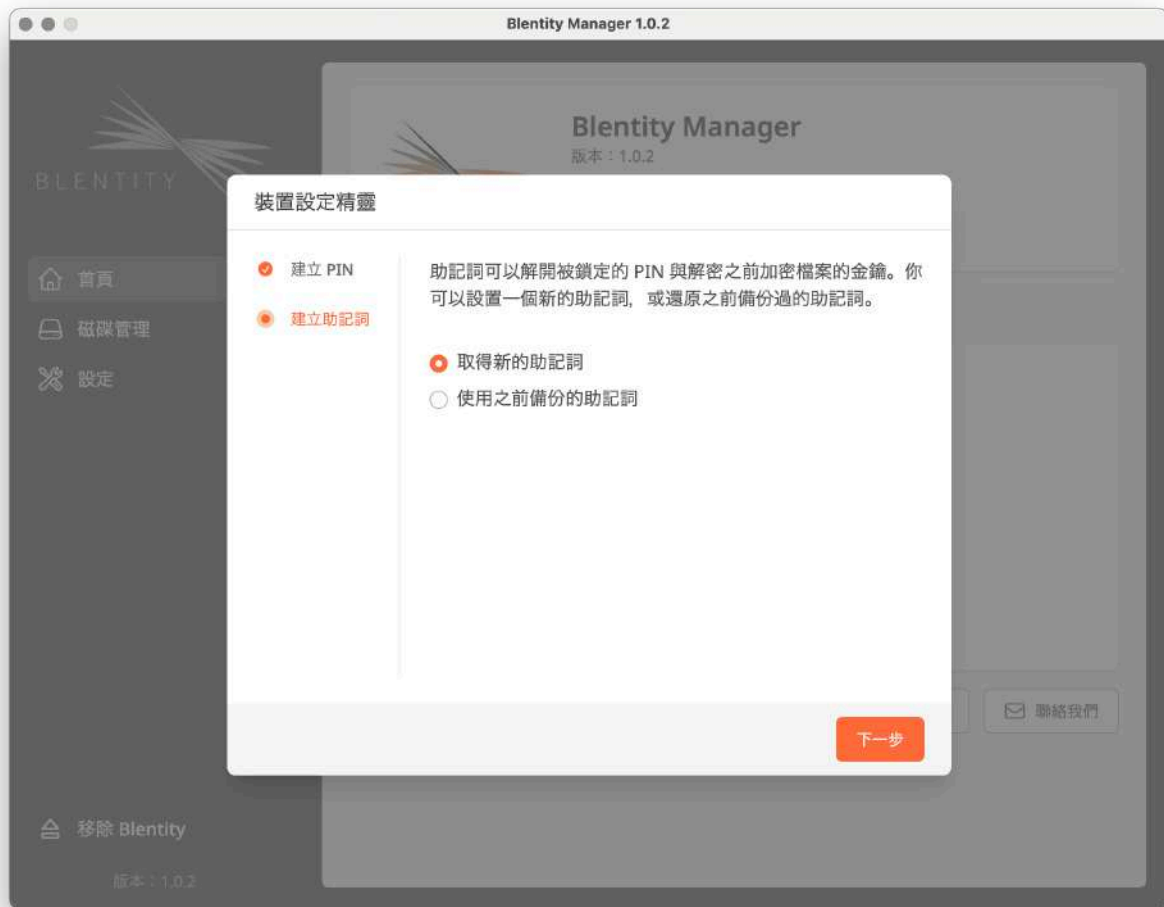 Blentity Manager 1.0.2
BLENTITY
首頁
磁碟管理
設定
移除 Blentity
版本：1.0.2
Blentity Manager
版本：1.0.2
裝置設定精靈
建立 PIN
建立助記詞
助記詞可以解開被鎖定的 PIN 與解密之前加密檔案的金鑰。你
可以設置一個新的助記詞，或還原之前備份過的助記詞。
取得新的助記詞
使用之前備份的助記詞
下一步
聯絡我們